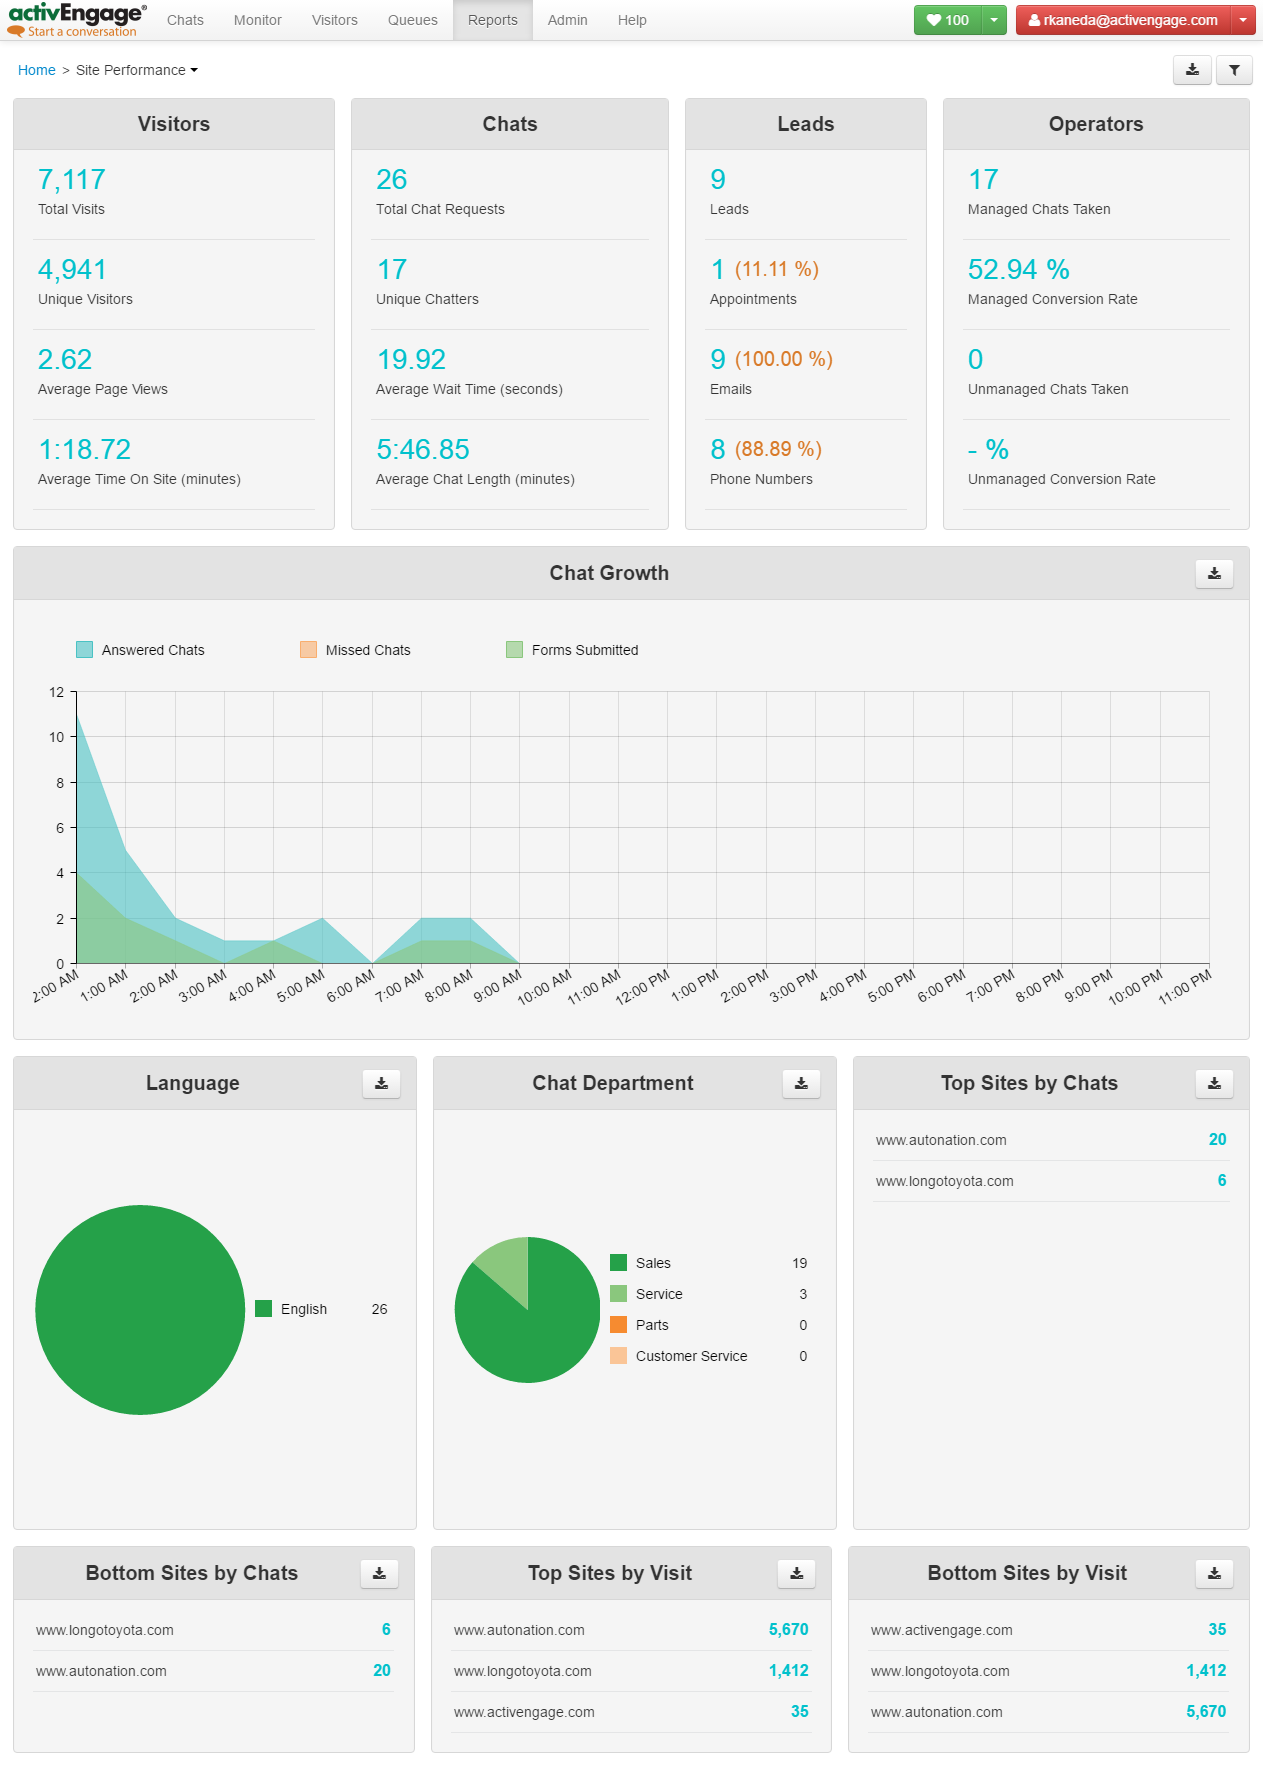 activEngage®
Start a conversation
Chats Monitor Visitors Queues Reports Admin Help
100
rkaneda@activengage.com
Home > Site Performance
Visitors
7,117
Total Visits
4,941
Unique Visitors
2.62
Average Page Views
1:18.72
Average Time On Site (minutes)
Chats
26
Total Chat Requests
17
Unique Chatters
19.92
Average Wait Time (seconds)
5:46.85
Average Chat Length (minutes)
Leads
9
Leads
1 (11.11 %)
Appointments
9 (100.00 %)
Emails
8 (88.89 %)
Phone Numbers
Operators
17
Managed Chats Taken
52.94 %
Managed Conversion Rate
0
Unmanaged Chats Taken
- %
Unmanaged Conversion Rate
Chat Growth
Answered Chats Missed Chats Forms Submitted
12
10
8
6
4
2
0
2:00 AM 1:00 AM 2:00 AM 3:00 AM 4:00 AM 5:00 AM 6:00 AM 7:00 AM 8:00 AM 9:00 AM 10:00 AM 11:00 AM 12:00 PM 1:00 PM 2:00 PM 3:00 PM 4:00 PM 5:00 PM 6:00 PM 7:00 PM 8:00 PM 9:00 PM 10:00 PM 11:00 PM
Language
English 26
Chat Department
Sales 19
Service 3
Parts 0
Customer Service 0
Top Sites by Chats
www.autonation.com 20
www.longotoyota.com 6
Bottom Sites by Chats
www.longotoyota.com 6
www.autonation.com 20
Top Sites by Visit
www.autonation.com 5,670
www.longotoyota.com 1,412
www.activengage.com 35
Bottom Sites by Visit
www.activengage.com 35
www.longotoyota.com 1,412
www.autonation.com 5,670